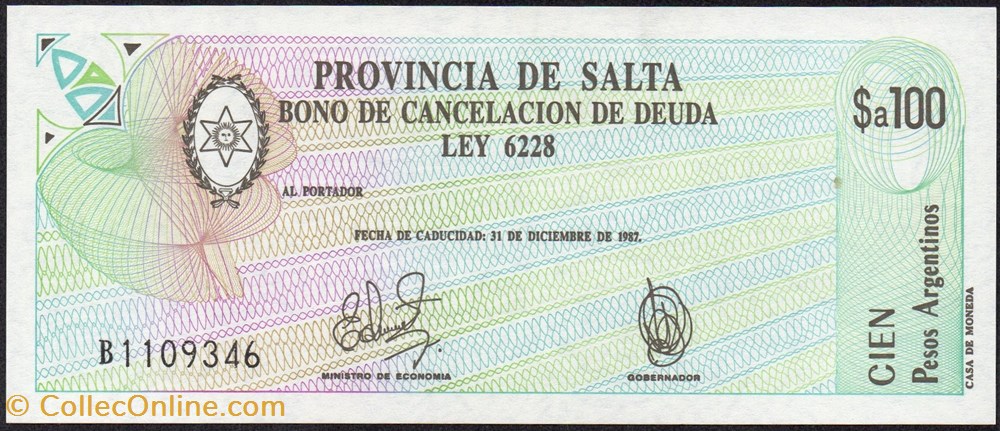 PROVINCIA DE SALTA
BONO DE CANCELACION DE DEUDA
LEY 6228
$a100
AL PORTADOR
FECHA DE CADUCIDAD: 31 DE DICIEMBRE DE 1987.
B1109346
MINISTRO DE ECONOMIA
GOBERNADOR
CIEN
Pesos Argentinos
CASA DE MONEDA
© CollecOnline.com